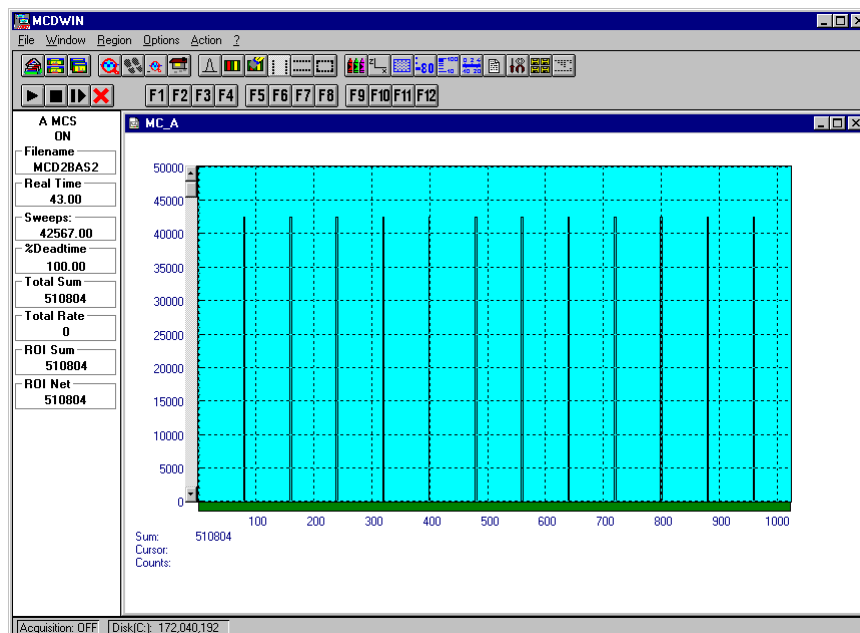 MCDWIN
File Window Region Options Action ?
F1 F2 F3 F4 F5 F6 F7 F8 F9 F10 F11 F12
A MCS
ON
Filename
MCD2BAS2
Real Time
43.00
Sweeps:
42567.00
%Deadtime
100.00
Total Sum
510804
Total Rate
0
ROI Sum
510804
ROI Net
510804
MC_A
50000
45000
40000
35000
30000
25000
20000
15000
10000
5000
0
100 200 300 400 500 600 700 800 900 1000
Sum: 510804
Cursor:
Counts:
Acquisition: OFF Disk(C:): 172,040,192